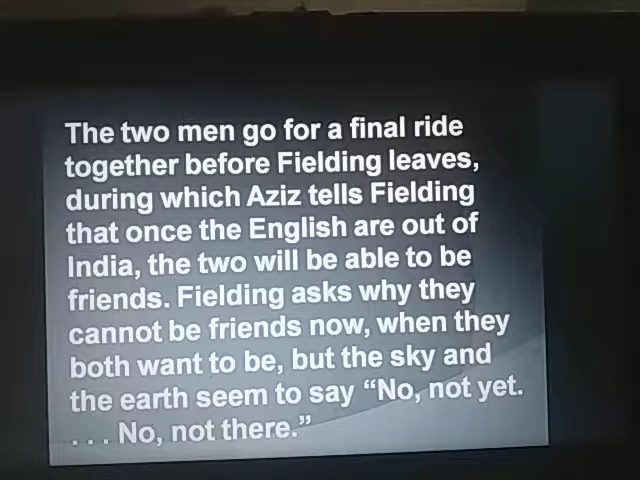 The two men go for a final ride
together before Fielding leaves,
during which Aziz tells Fielding
that once the English are out of
India, the two will be able to be
friends. Fielding asks why they
cannot be friends now, when they
both want to be, but the sky and
the earth seem to say “No, not yet.
. . . No, not there.”